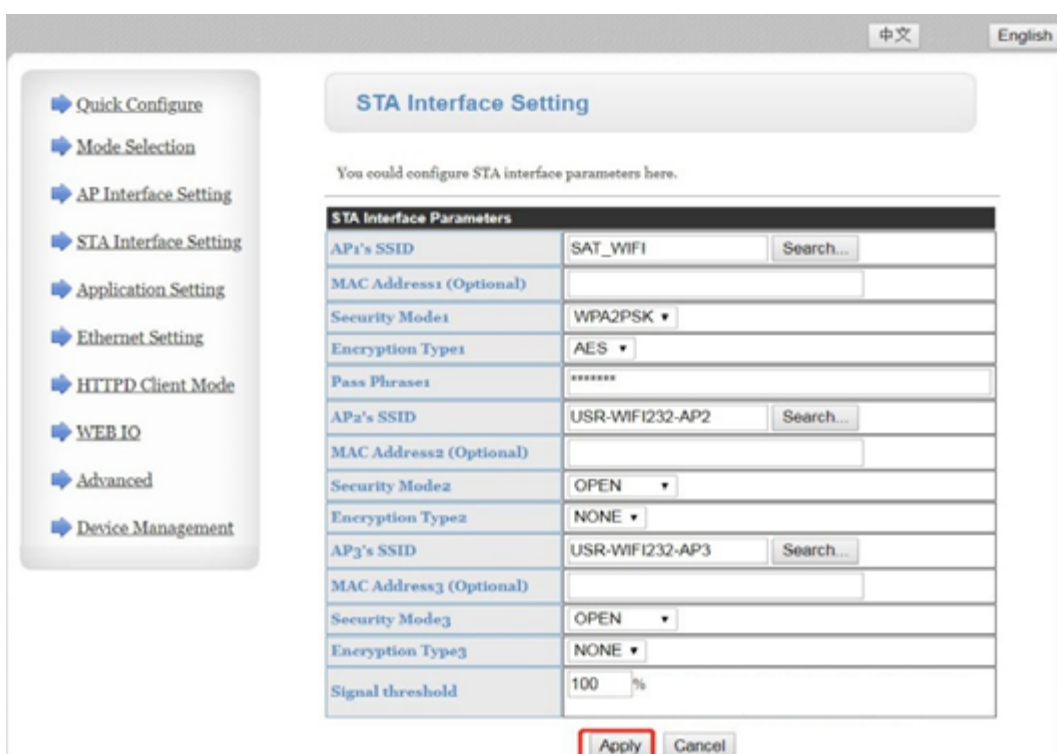 中文 English
Quick Configure
Mode Selection
AP Interface Setting
STA Interface Setting
Application Setting
Ethernet Setting
HTTPD Client Mode
WEB IO
Advanced
Device Management
STA Interface Setting
You could configure STA interface parameters here.
STA Interface Parameters
AP1's SSID SAT_WIFI Search...
MAC Address1 (Optional)
Security Mode1 WPA2PSK
Encryption Type1 AES
Pass Phrase1 *******
AP2's SSID USR-WIFI232-AP2 Search...
MAC Address2 (Optional)
Security Mode2 OPEN
Encryption Type2 NONE
AP3's SSID USR-WIFI232-AP3 Search...
MAC Address3 (Optional)
Security Mode3 OPEN
Encryption Type3 NONE
Signal threshold 100 %
Apply Cancel